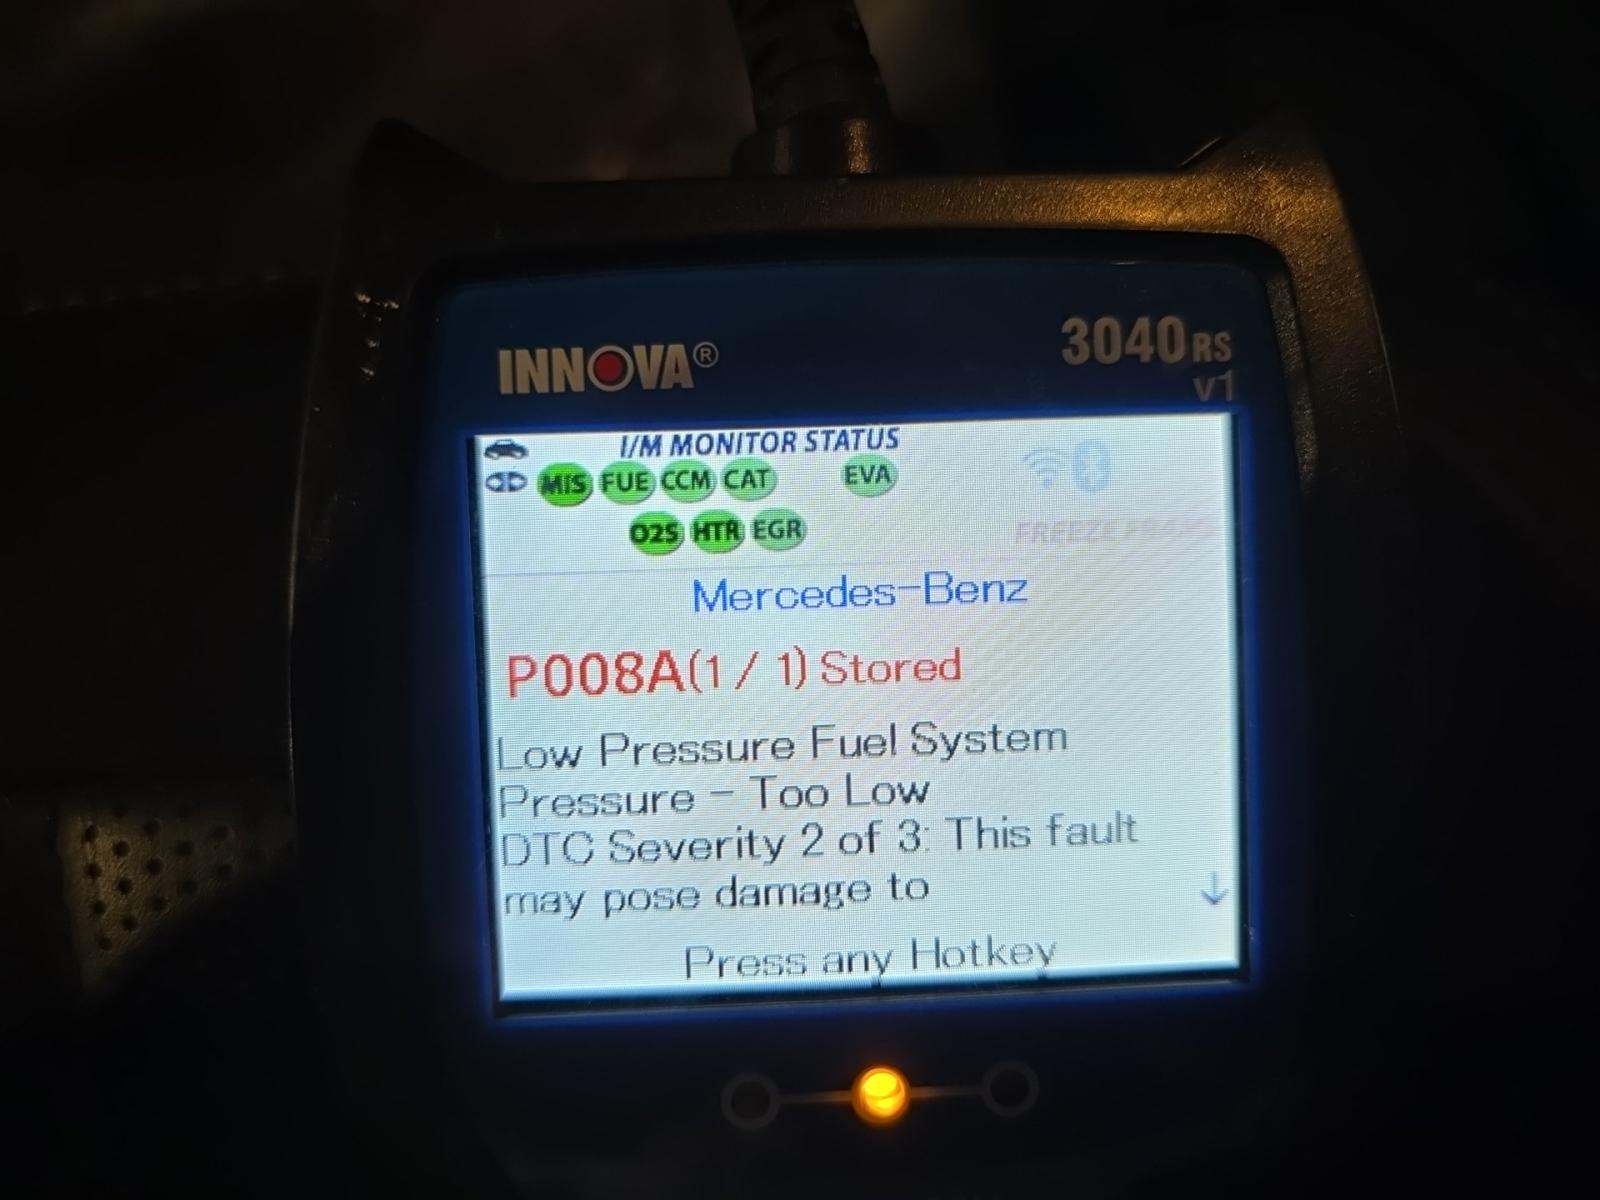 INNOVA®
3040RS
v1
I/M MONITOR STATUS
MIS FUE CCM CAT EVA
O2S HTR EGR
FREEZE FRAME
Mercedes-Benz
P008A(1 / 1) Stored
Low Pressure Fuel System
Pressure - Too Low
DTC Severity 2 of 3: This fault
may pose damage to
Press any Hotkey